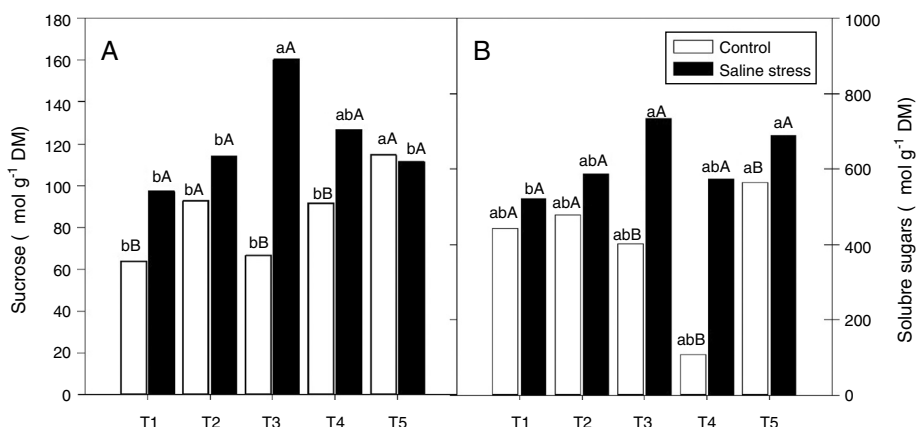 180
160
140
120
100
80
60
40
20
0
Sucrose ( mol g-1 DM)
A
bB
bA
bA
bA
bB
aA
bB
abA
aA
bA
T1 T2 T3 T4 T5
B
Control
Saline stress
abA
bA
abA
abA
abB
aA
abB
abA
aB
aA
T1 T2 T3 T4 T5
1000
800
600
400
200
0
Solubre sugars ( mol g-1 DM)